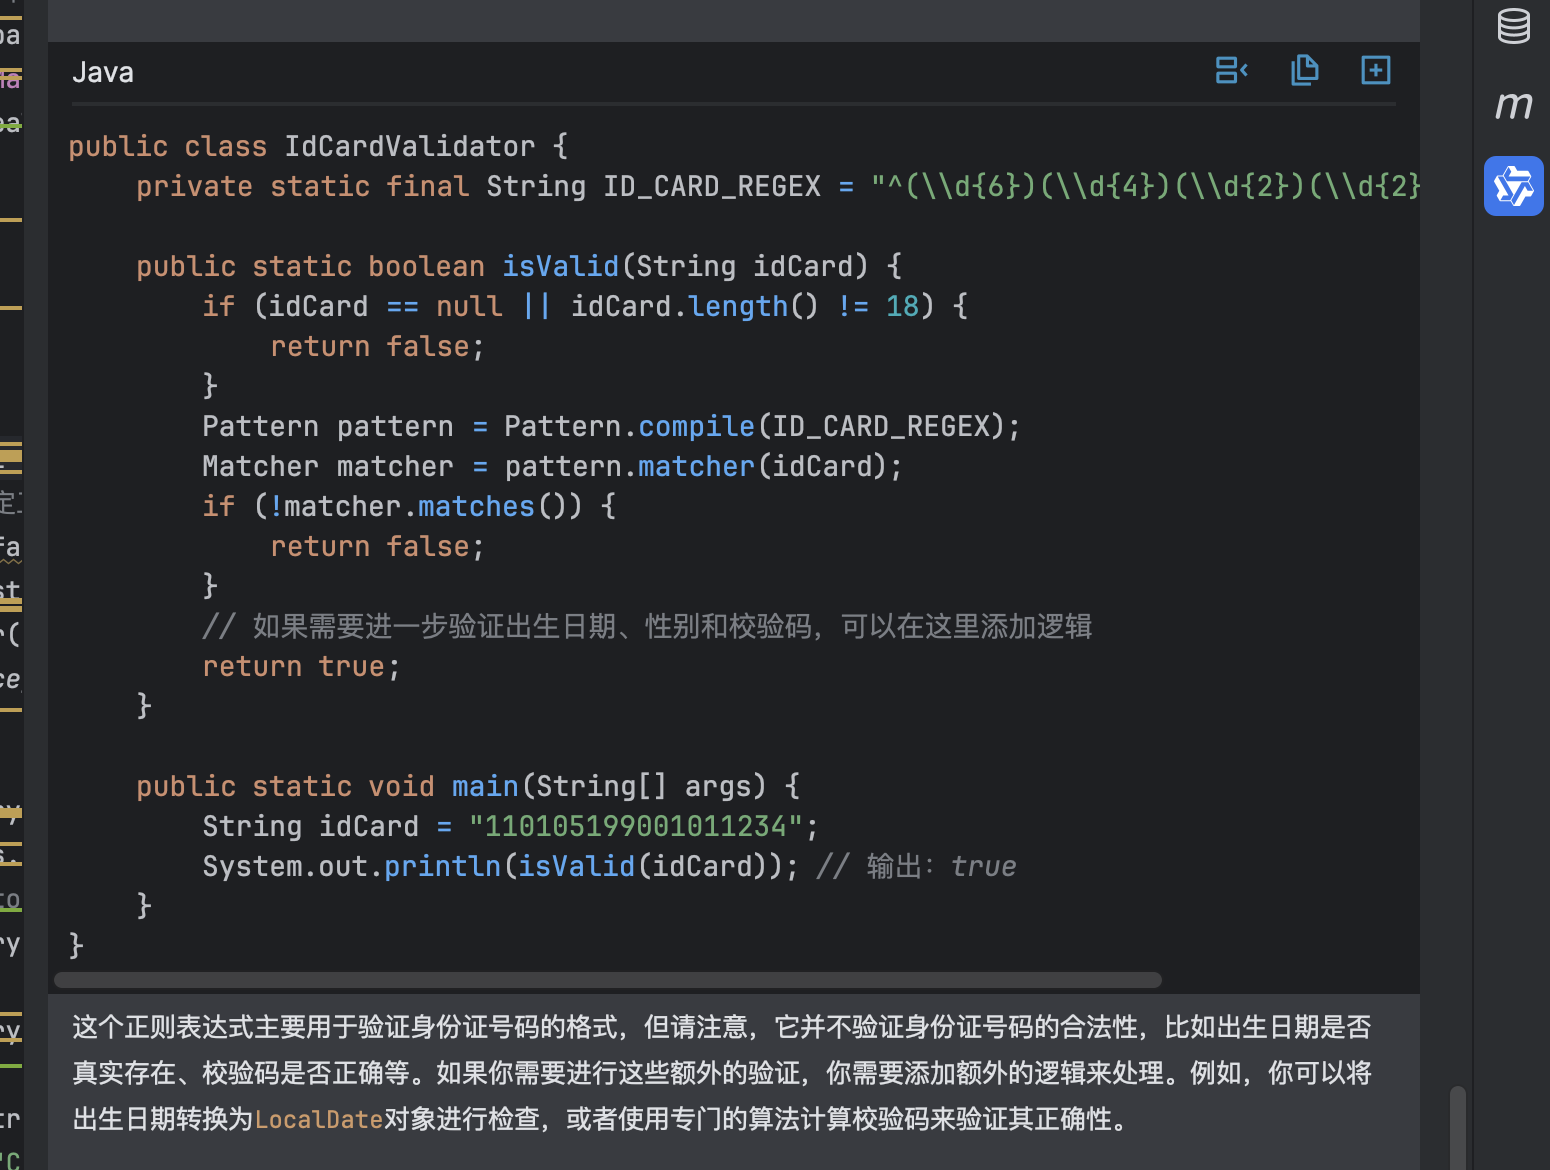 Java
public class IdCardValidator {
    private static final String ID_CARD_REGEX = "^(\\d{6})(\\d{4})(\\d{2})(\\d{2}
    public static boolean isValid(String idCard) {
        if (idCard == null || idCard.length() != 18) {
            return false;
        }
        Pattern pattern = Pattern.compile(ID_CARD_REGEX);
        Matcher matcher = pattern.matcher(idCard);
        if (!matcher.matches()) {
            return false;
        }
        // 如果需要进一步验证出生日期、性别和校验码，可以在这里添加逻辑
        return true;
    }
    public static void main(String[] args) {
        String idCard = "110105199001011234";
        System.out.println(isValid(idCard)); // 输出：true
    }
}
这个正则表达式主要用于验证身份证号码的格式，但请注意，它并不验证身份证号码的合法性，比如出生日期是否
真实存在、校验码是否正确等。如果你需要进行这些额外的验证，你需要添加额外的逻辑来处理。例如，你可以将
出生日期转换为LocalDate对象进行检查，或者使用专门的算法计算校验码来验证其正确性。
m